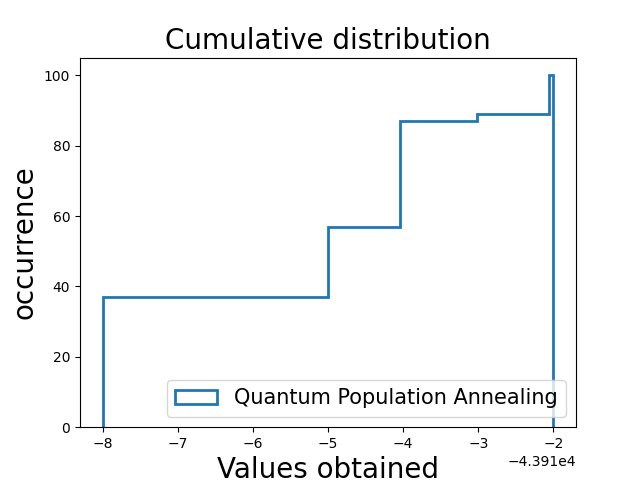 Cumulative distribution
100
80
60
40
20
0
occurrence
Quantum Population Annealing
−8 −7 −6 −5 −4 −3 −2
−4.391e4
Values obtained